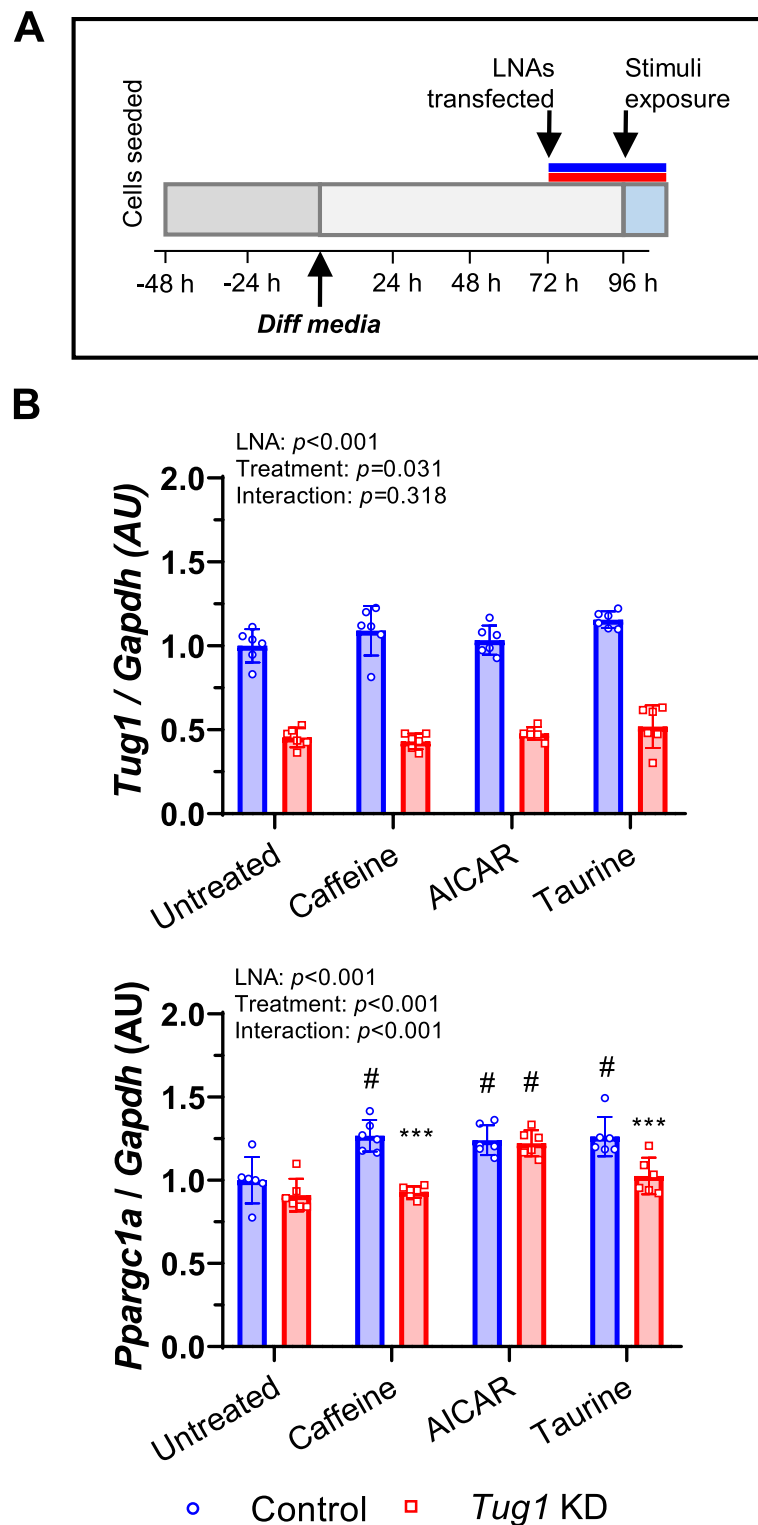 A
LNAs
transfected
Stimuli
exposure
Cells seeded
-48 h -24 h 24 h 48 h 72 h 96 h
Diff media
B
LNA: p<0.001
Treatment: p=0.031
Interaction: p=0.318
Tug1 / Gapdh (AU)
2.0
1.5
1.0
0.5
0.0
Untreated Caffeine AICAR Taurine
LNA: p<0.001
Treatment: p<0.001
Interaction: p<0.001
Ppargc1a / Gapdh (AU)
2.0
1.5
1.0
0.5
0.0
# *** # # # ***
Untreated Caffeine AICAR Taurine
Control Tug1 KD